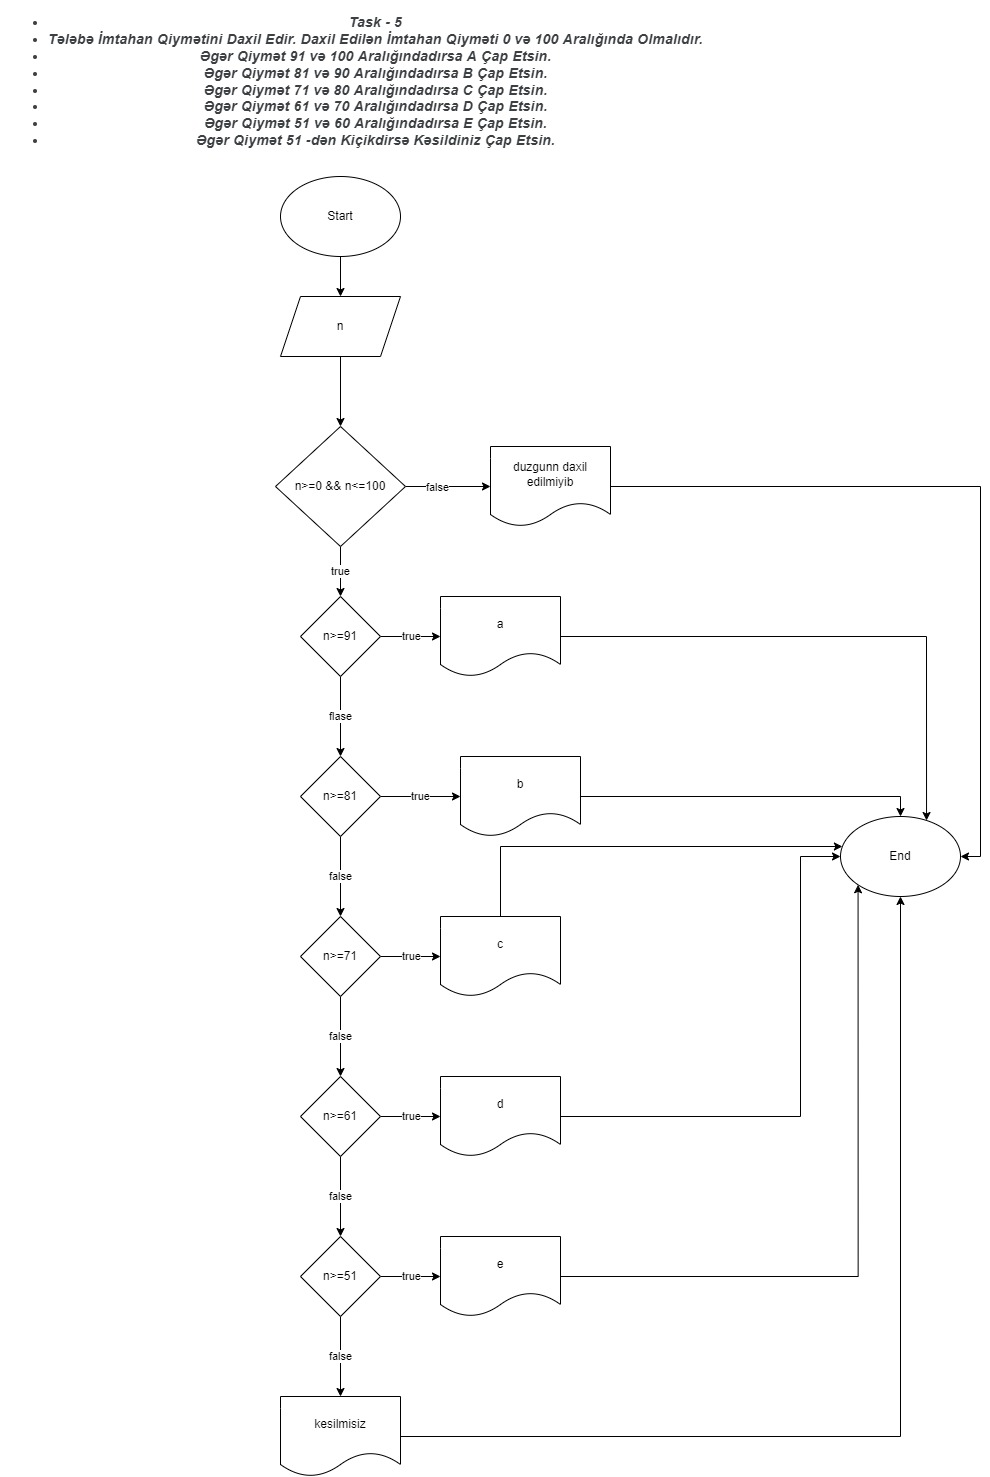 Task - 5
Tələbə İmtahan Qiymətini Daxil Edir. Daxil Edilən İmtahan Qiyməti 0 və 100 Aralığında Olmalıdır.
Əgər Qiymət 91 və 100 Aralığındadırsa A Çap Etsin.
Əgər Qiymət 81 və 90 Aralığındadırsa B Çap Etsin.
Əgər Qiymət 71 və 80 Aralığındadırsa C Çap Etsin.
Əgər Qiymət 61 və 70 Aralığındadırsa D Çap Etsin.
Əgər Qiymət 51 və 60 Aralığındadırsa E Çap Etsin.
Əgər Qiymət 51 -dən Kiçikdirsə Kəsildiniz Çap Etsin.
Start
n
n>=0 && n<=100
false
duzgunn daxil
edilmiyib
true
n>=91
true
a
flase
n>=81
true
b
End
false
n>=71
true
c
false
n>=61
true
d
false
n>=51
true
e
false
kesilmisiz